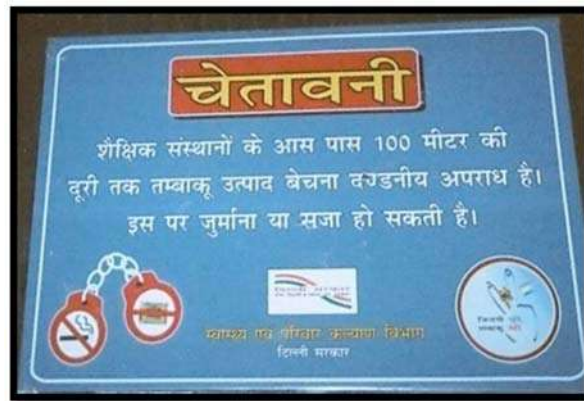 चेतावनी
शैक्षिक संस्थानों के आस पास 100 मीटर की
दूरी तक तम्बाकू उत्पाद बेचना दण्डनीय अपराध है।
इस पर जुर्माना या सजा हो सकती है।
दिल्ली सरकार
स्वास्थ्य एवं परिवार कल्याण विभाग
दिल्ली सरकार